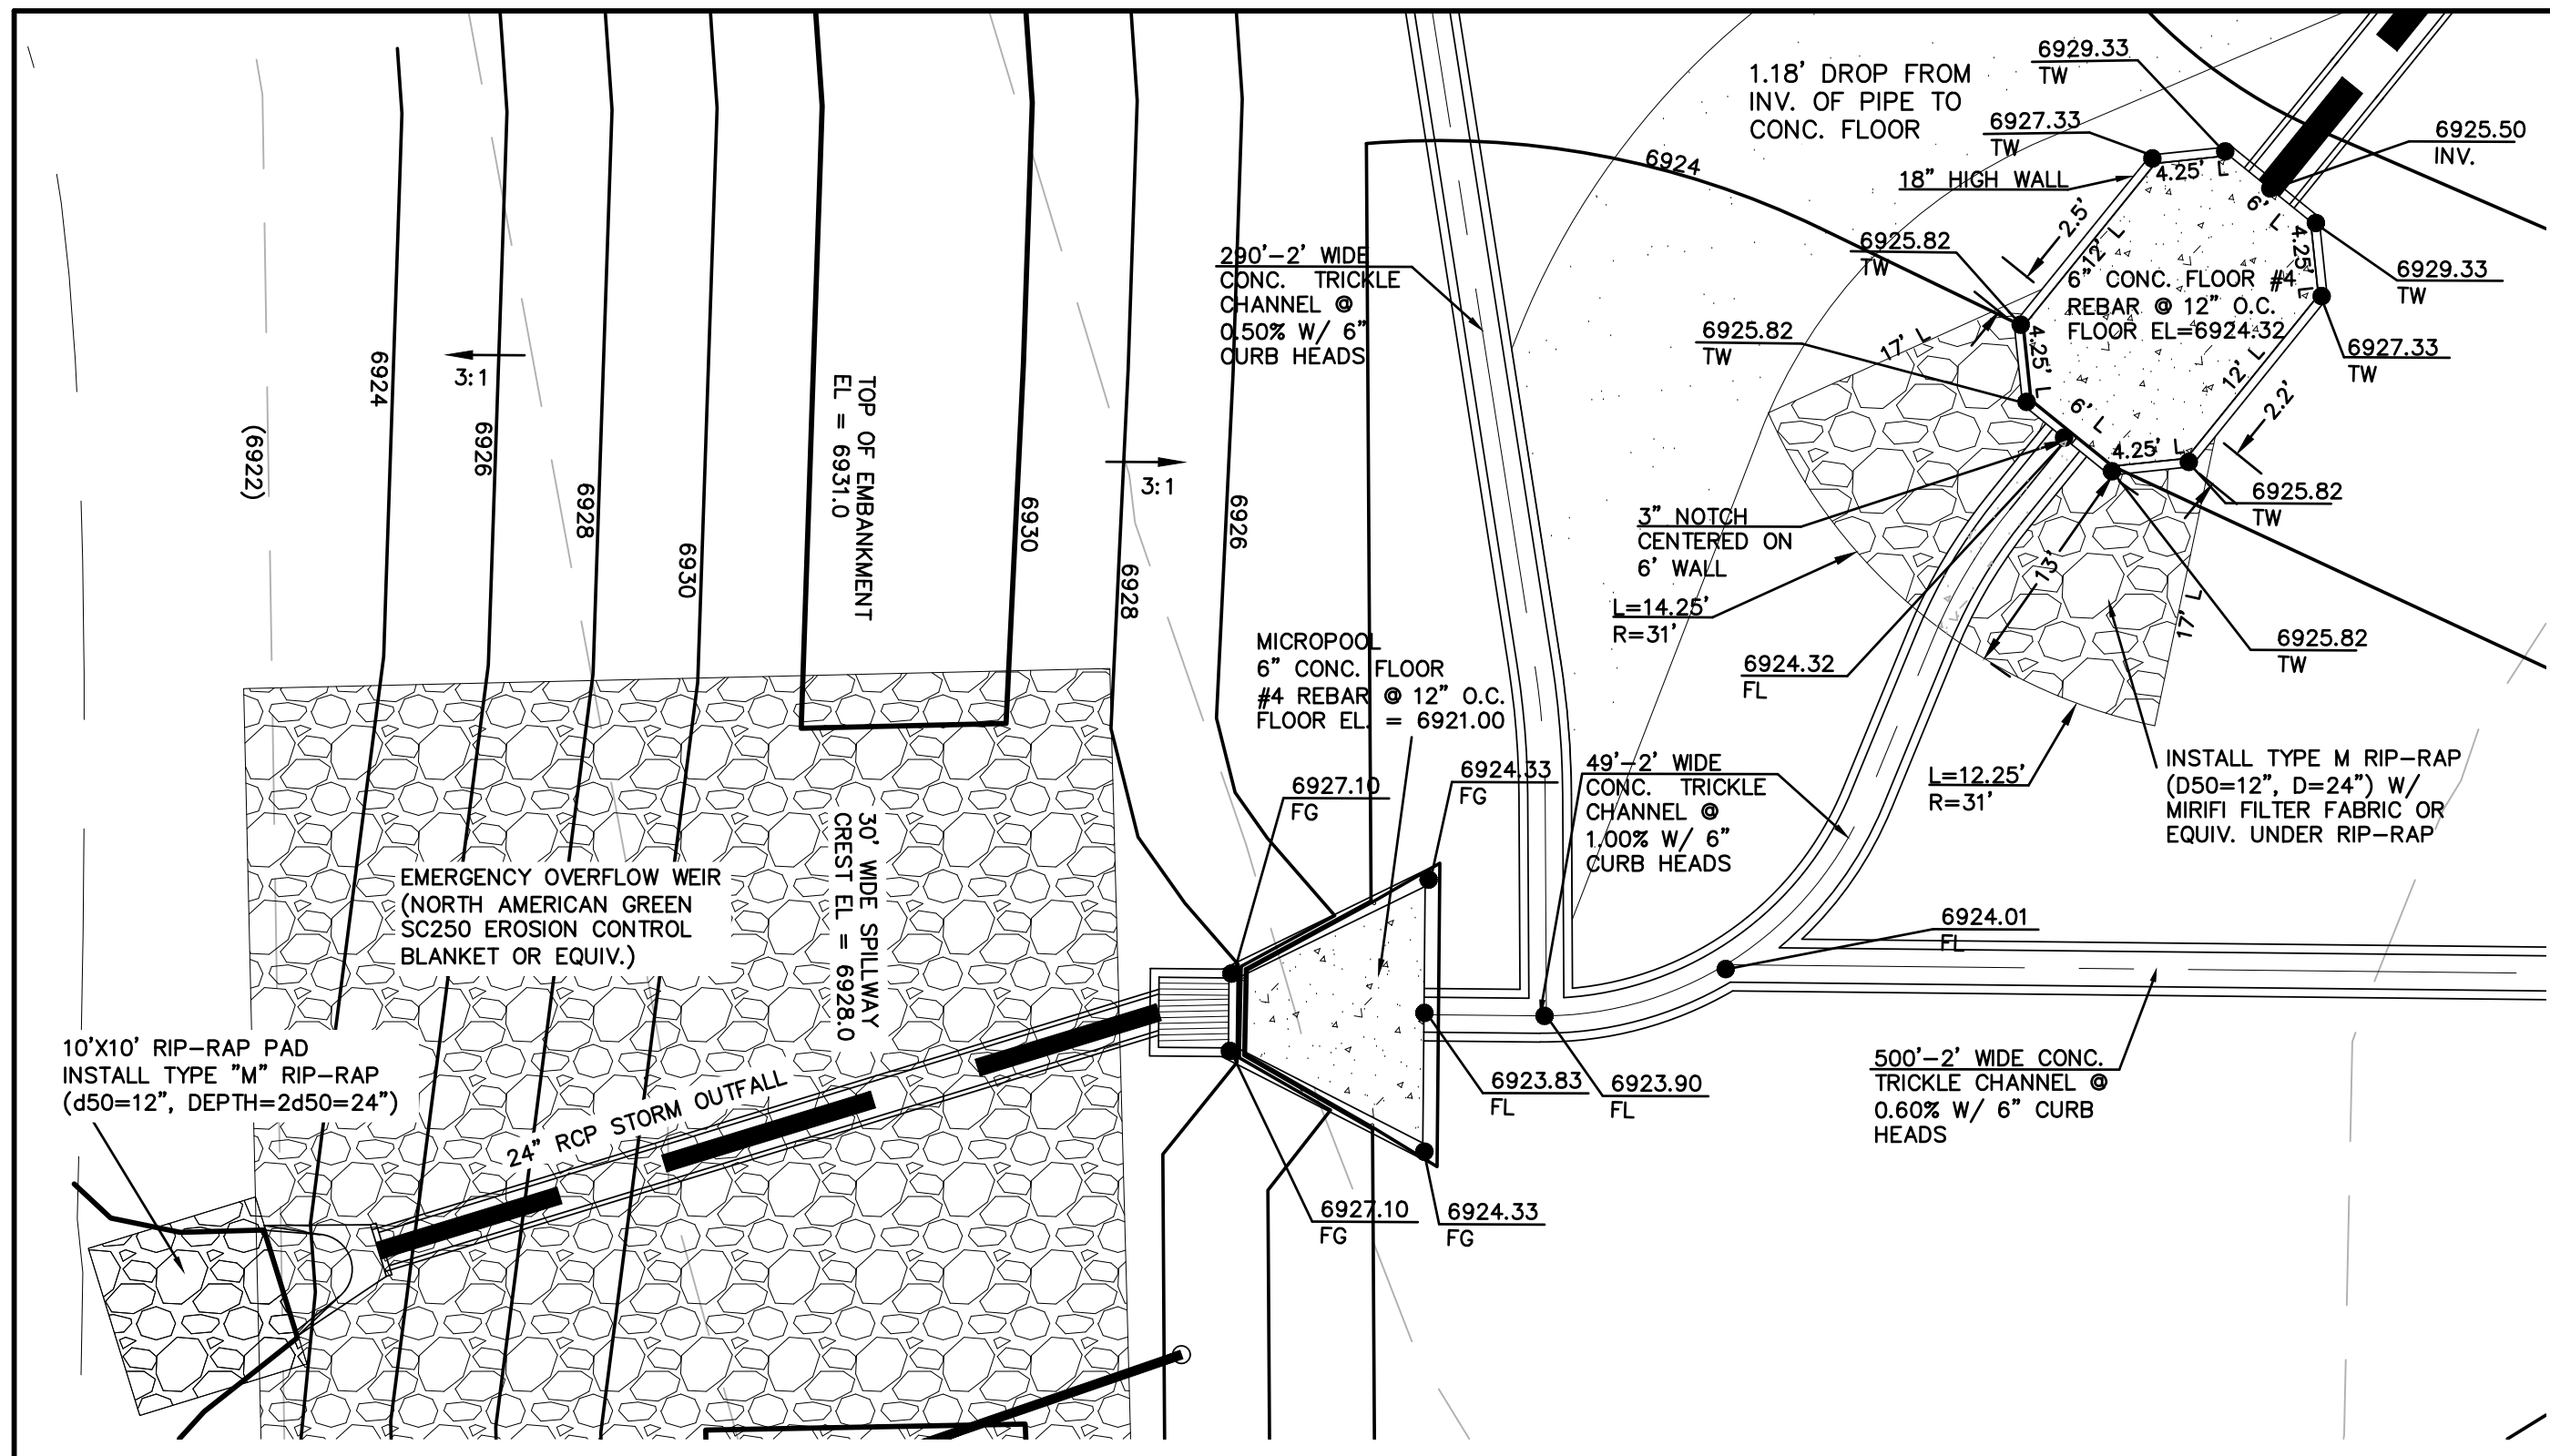 1.18' DROP FROM
INV. OF PIPE TO
CONC. FLOOR
6929.33
TW
6927.33
TW
18" HIGH WALL
6925.50
INV.
4.25' L
6' L
4.25' L
2.5'
12' L
6924
6925.82
TW
6929.33
TW
6" CONC. FLOOR #4
REBAR @ 12" O.C.
FLOOR EL=6924.32
6925.82
TW
17' L
4.25' L
6927.33
TW
12' L
2.2'
6' L
4.25' L
6925.82
TW
290'-2' WIDE
CONC. TRICKLE
CHANNEL @
0.50% W/ 6"
CURB HEADS
3" NOTCH
CENTERED ON
6' WALL
L=14.25'
R=31'
13'
17' L
6925.82
TW
6924.32
FL
L=12.25'
R=31'
INSTALL TYPE M RIP-RAP
(D50=12", D=24") W/
MIRIFI FILTER FABRIC OR
EQUIV. UNDER RIP-RAP
3:1
3:1
(6922)
6924
6926
6928
6930
TOP OF EMBANKMENT
EL = 6931.0
6930
6928
6926
MICROPOOL
6" CONC. FLOOR
#4 REBAR @ 12" O.C.
FLOOR EL. = 6921.00
6927.10
FG
6924.33
FG
49'-2' WIDE
CONC. TRICKLE
CHANNEL @
1.00% W/ 6"
CURB HEADS
6924.01
FL
30' WIDE SPILLWAY
CREST EL = 6928.0
EMERGENCY OVERFLOW WEIR
(NORTH AMERICAN GREEN
SC250 EROSION CONTROL
BLANKET OR EQUIV.)
10'X10' RIP-RAP PAD
INSTALL TYPE "M" RIP-RAP
(d50=12", DEPTH=2d50=24")
24" RCP STORM OUTFALL
6923.83
FL
6923.90
FL
500'-2' WIDE CONC.
TRICKLE CHANNEL @
0.60% W/ 6" CURB
HEADS
6927.10
FG
6924.33
FG